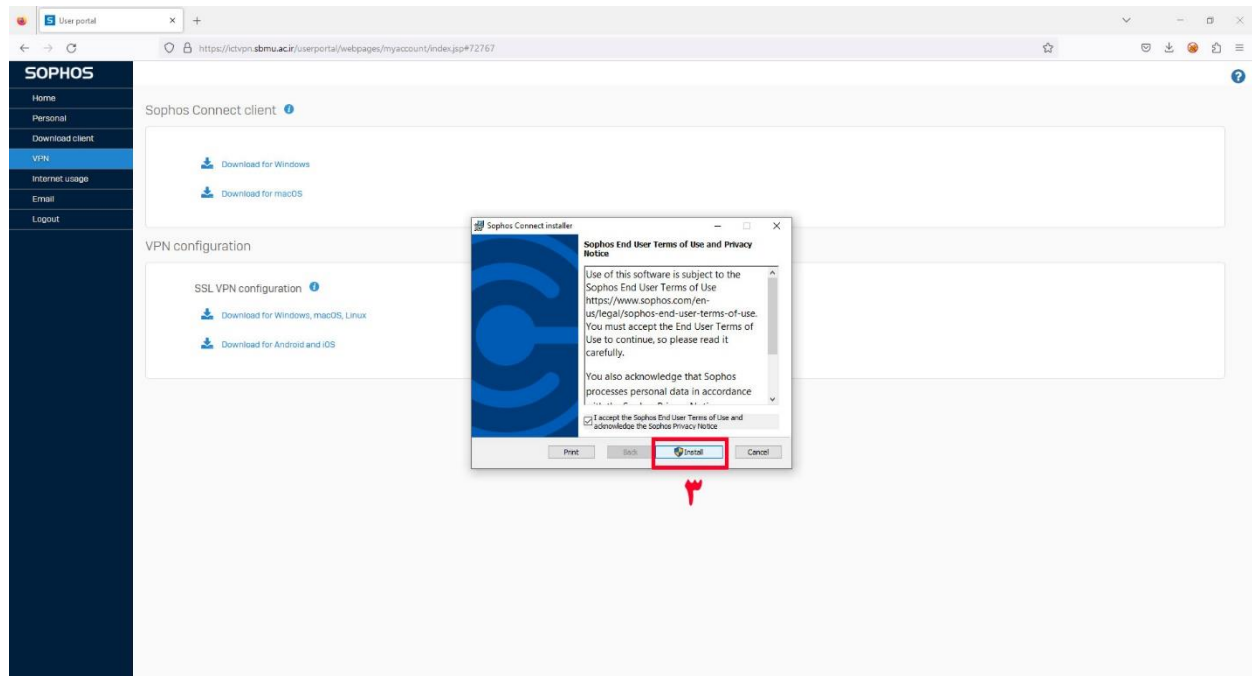 User portal
https://ictvpn.sbmu.ac.ir/userportal/webpages/myaccount/index.jsp#72767
SOPHOS
Home
Personal
Download client
VPN
Internet usage
Email
Logout
Sophos Connect client
Download for Windows
Download for macOS
VPN configuration
SSL VPN configuration
Download for Windows, macOS, Linux
Download for Android and iOS
Sophos Connect installer
Sophos End User Terms of Use and Privacy
Notice
Use of this software is subject to the
Sophos End User Terms of Use
https://www.sophos.com/en-
us/legal/sophos-end-user-terms-of-use.
You must accept the End User Terms of
Use to continue, so please read it
carefully.
You also acknowledge that Sophos
processes personal data in accordance
I accept the Sophos End User Terms of Use and
acknowledge the Sophos Privacy Notice
Print Back Install Cancel
۳